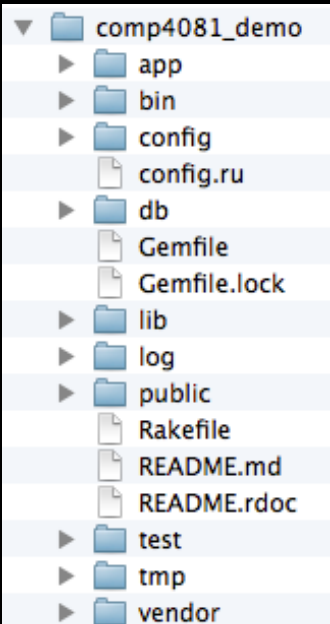 comp4081_demo
app
bin
config
config.ru
db
Gemfile
Gemfile.lock
lib
log
public
Rakefile
README.md
README.rdoc
test
tmp
vendor